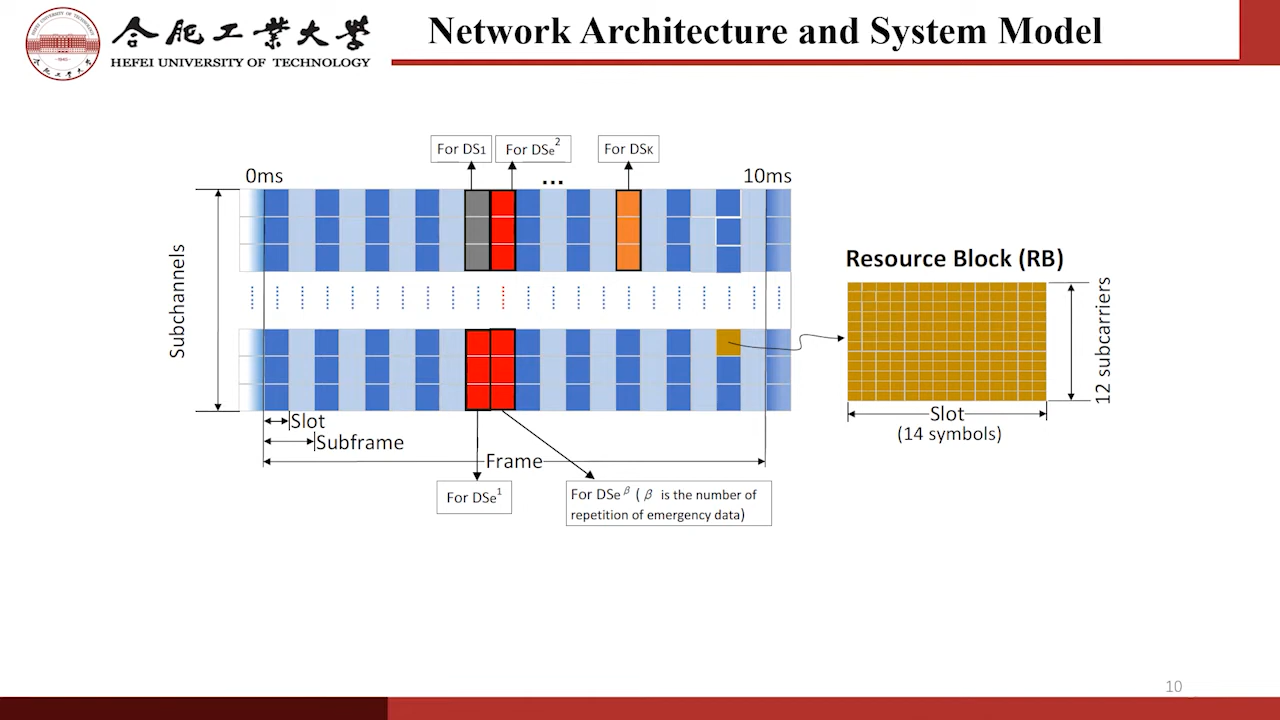 合肥工业大学
HEFEI UNIVERSITY OF TECHNOLOGY
Network Architecture and System Model
For DS1
For DSe2
For DSK
0ms
...
10ms
Subchannels
Resource Block (RB)
12 subcarriers
Slot
(14 symbols)
Slot
Subframe
Frame
For DSe1
For DSeβ (β is the number of
repetition of emergency data)
10